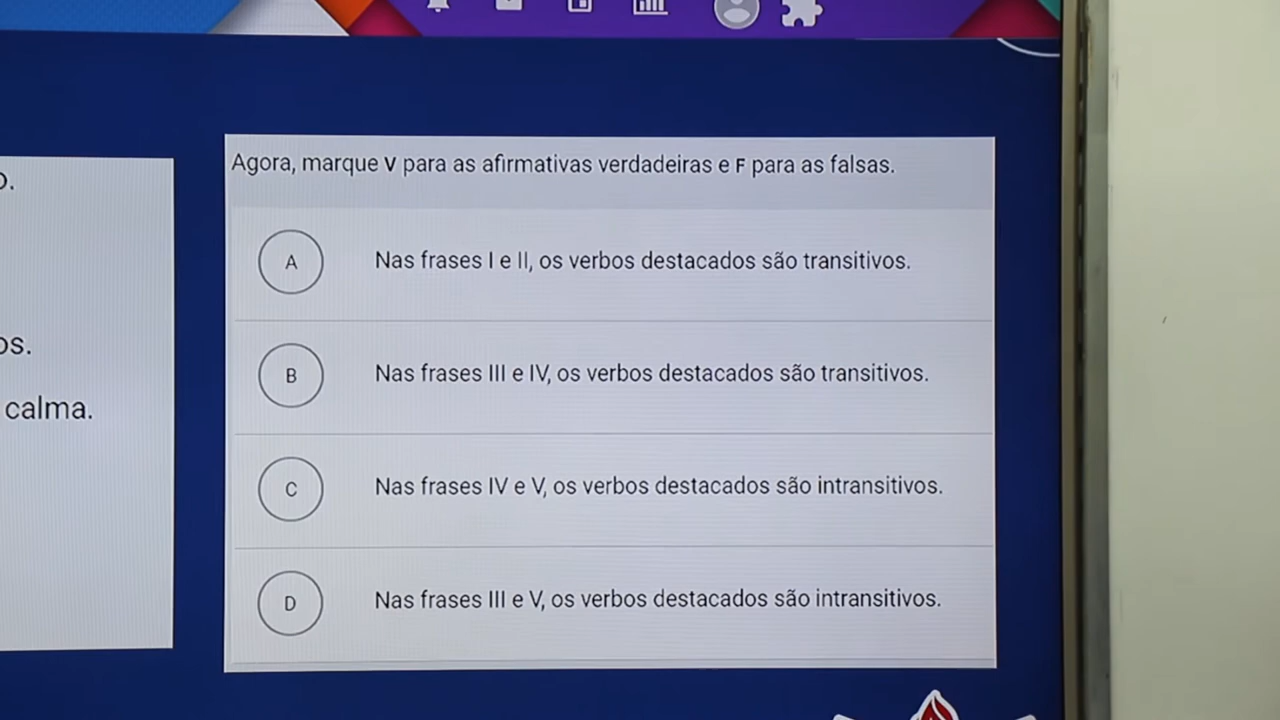 os.
calma.
Agora, marque V para as afirmativas verdadeiras e F para as falsas.
A Nas frases I e II, os verbos destacados são transitivos.
B Nas frases III e IV, os verbos destacados são transitivos.
C Nas frases IV e V, os verbos destacados são intransitivos.
D Nas frases III e V, os verbos destacados são intransitivos.